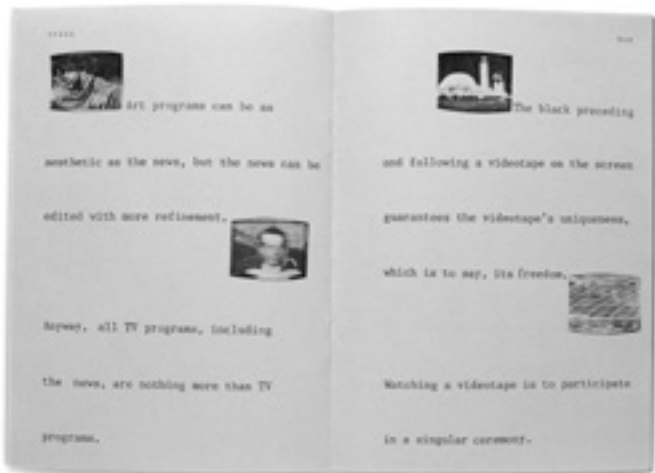 Art programs can be as
aesthetic as the news, but the news can be
edited with more refinement.
Anyway, all TV programs, including
the news, are nothing more than TV
programs.
The black preceding
and following a videotape on the screen
guarantees the videotape's uniqueness,
which is to say, its freedom.
Watching a videotape is to participate
in a singular ceremony.